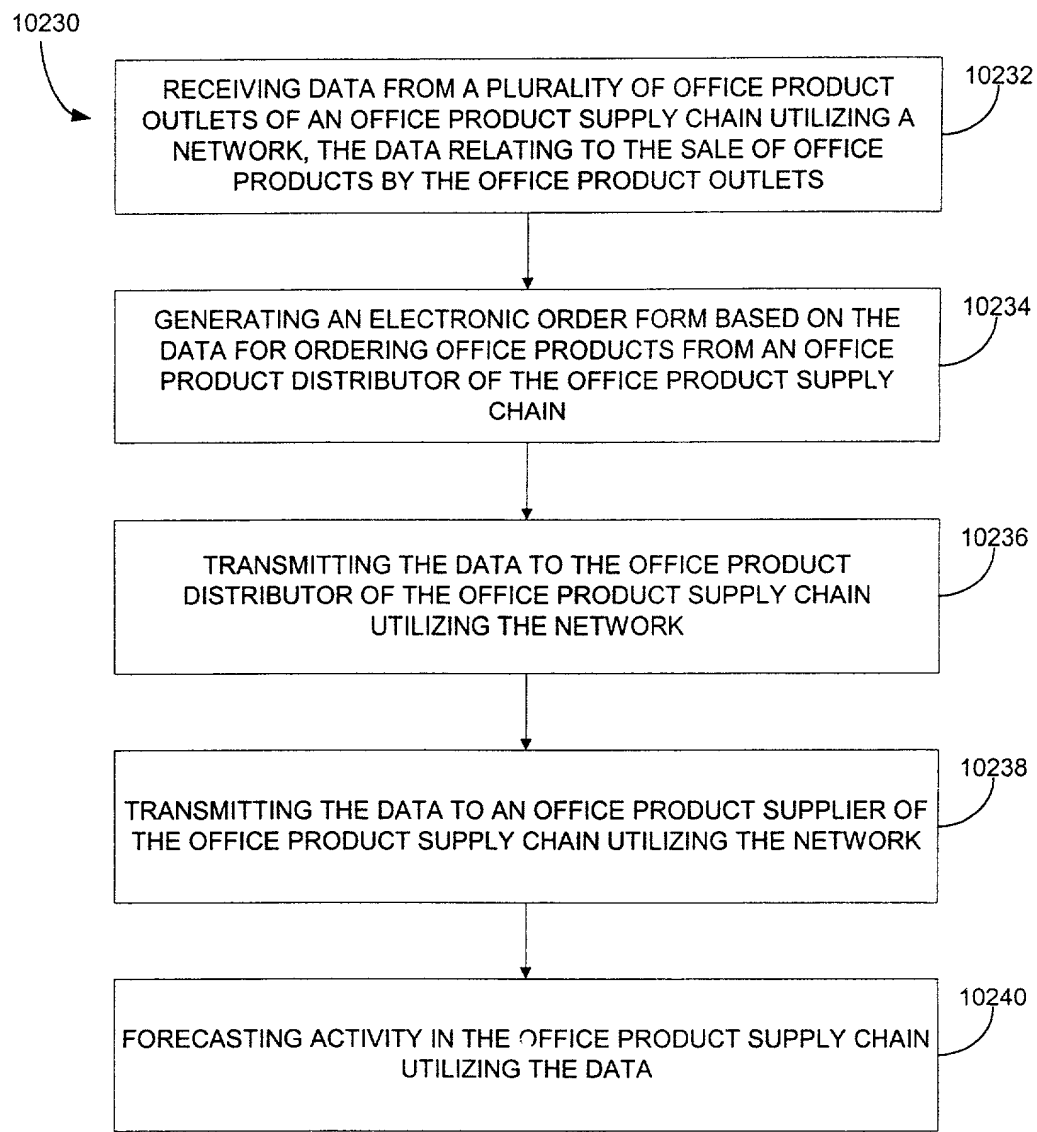 10230
10232
RECEIVING DATA FROM A PLURALITY OF OFFICE PRODUCT
OUTLETS OF AN OFFICE PRODUCT SUPPLY CHAIN UTILIZING A
NETWORK, THE DATA RELATING TO THE SALE OF OFFICE
PRODUCTS BY THE OFFICE PRODUCT OUTLETS
10234
GENERATING AN ELECTRONIC ORDER FORM BASED ON THE
DATA FOR ORDERING OFFICE PRODUCTS FROM AN OFFICE
PRODUCT DISTRIBUTOR OF THE OFFICE PRODUCT SUPPLY
CHAIN
10236
TRANSMITTING THE DATA TO THE OFFICE PRODUCT
DISTRIBUTOR OF THE OFFICE PRODUCT SUPPLY CHAIN
UTILIZING THE NETWORK
10238
TRANSMITTING THE DATA TO AN OFFICE PRODUCT SUPPLIER OF
THE OFFICE PRODUCT SUPPLY CHAIN UTILIZING THE NETWORK
10240
FORECASTING ACTIVITY IN THE OFFICE PRODUCT SUPPLY CHAIN
UTILIZING THE DATA